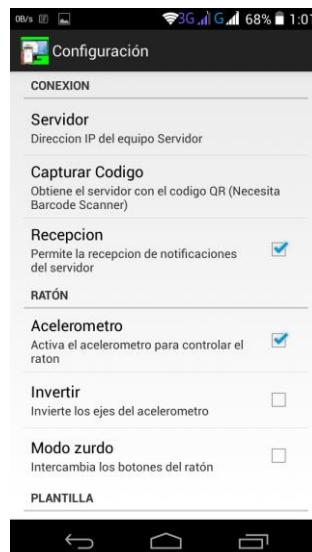 0B/s 3G G 68% 1:01
Configuración
CONEXION
Servidor
Direccion IP del equipo Servidor
Capturar Codigo
Obtiene el servidor con el codigo QR (Necesita
Barcode Scanner)
Recepcion
Permite la recepcion de notificaciones
del servidor
RATÓN
Acelerometro
Activa el acelerometro para controlar el
raton
Invertir
Invierte los ejes del acelerometro
Modo zurdo
Intercambia los botones del ratón
PLANTILLA